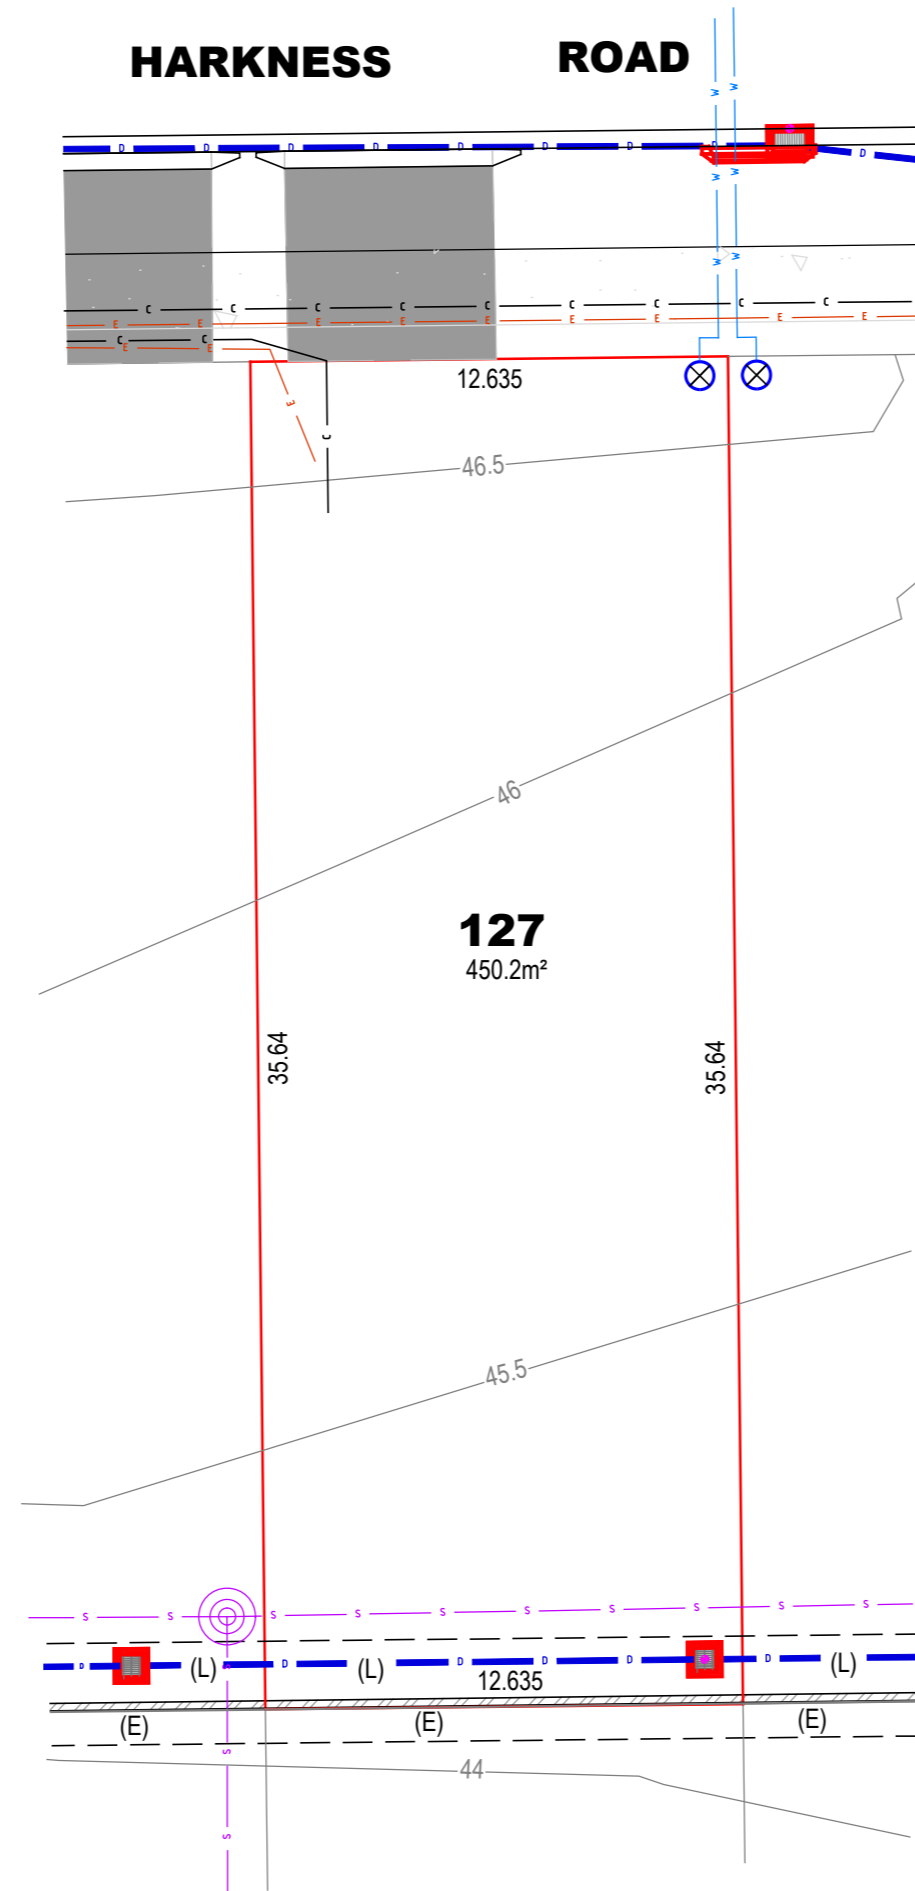 HARKNESS ROAD
W W
D D D D D D D D D
W W
W W
C C C C C C C C C
E E E E E E E E E
C C
E E
12.635
E
C
46.5
46
127
450.2m²
35.64
35.64
45.5
S S S S S S S S S S
D (L) S D (L) D D D D (L)
12.635
(E) (E) (E)
S
44
S